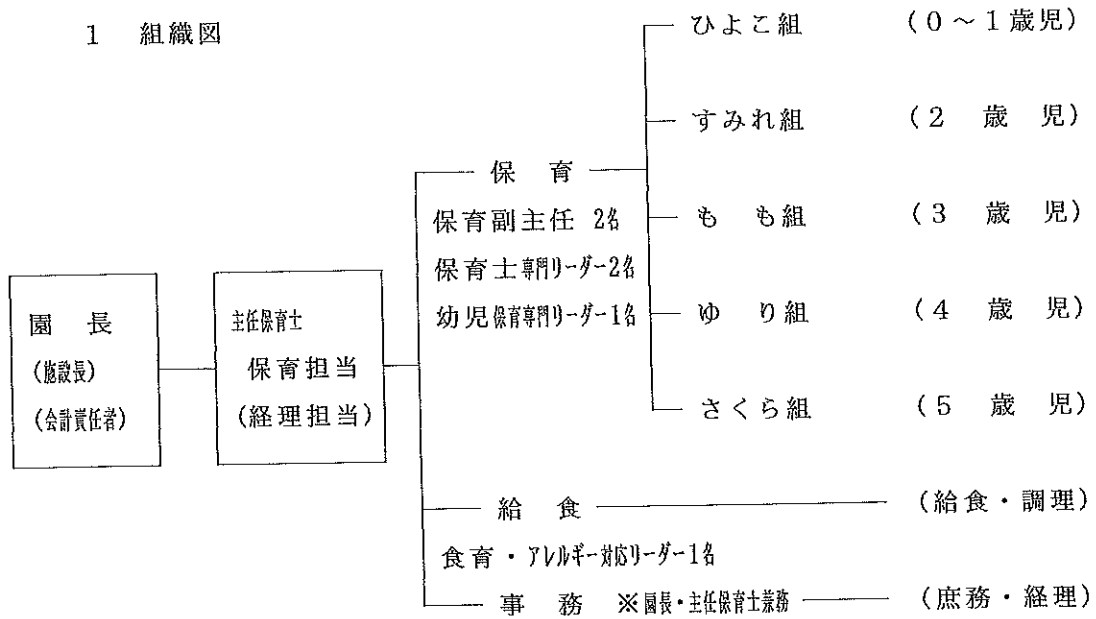 1 組織図
ひよこ組 (0～1歳児)
すみれ組 (2 歳 児)
保 育
保育副主任 2名
も も組 (3 歳 児)
保育士専門リーダー2名
幼児保育専門リーダー1名
ゆ り組 (4 歳 児)
さくら組 (5 歳 児)
園 長
(施設長)
(会計責任者)
主任保育士
保育担当
(経理担当)
給 食 (給食・調理)
食育・アレルギー対応リーダー1名
事 務 ※園長・主任保育士兼務 (庶務・経理)